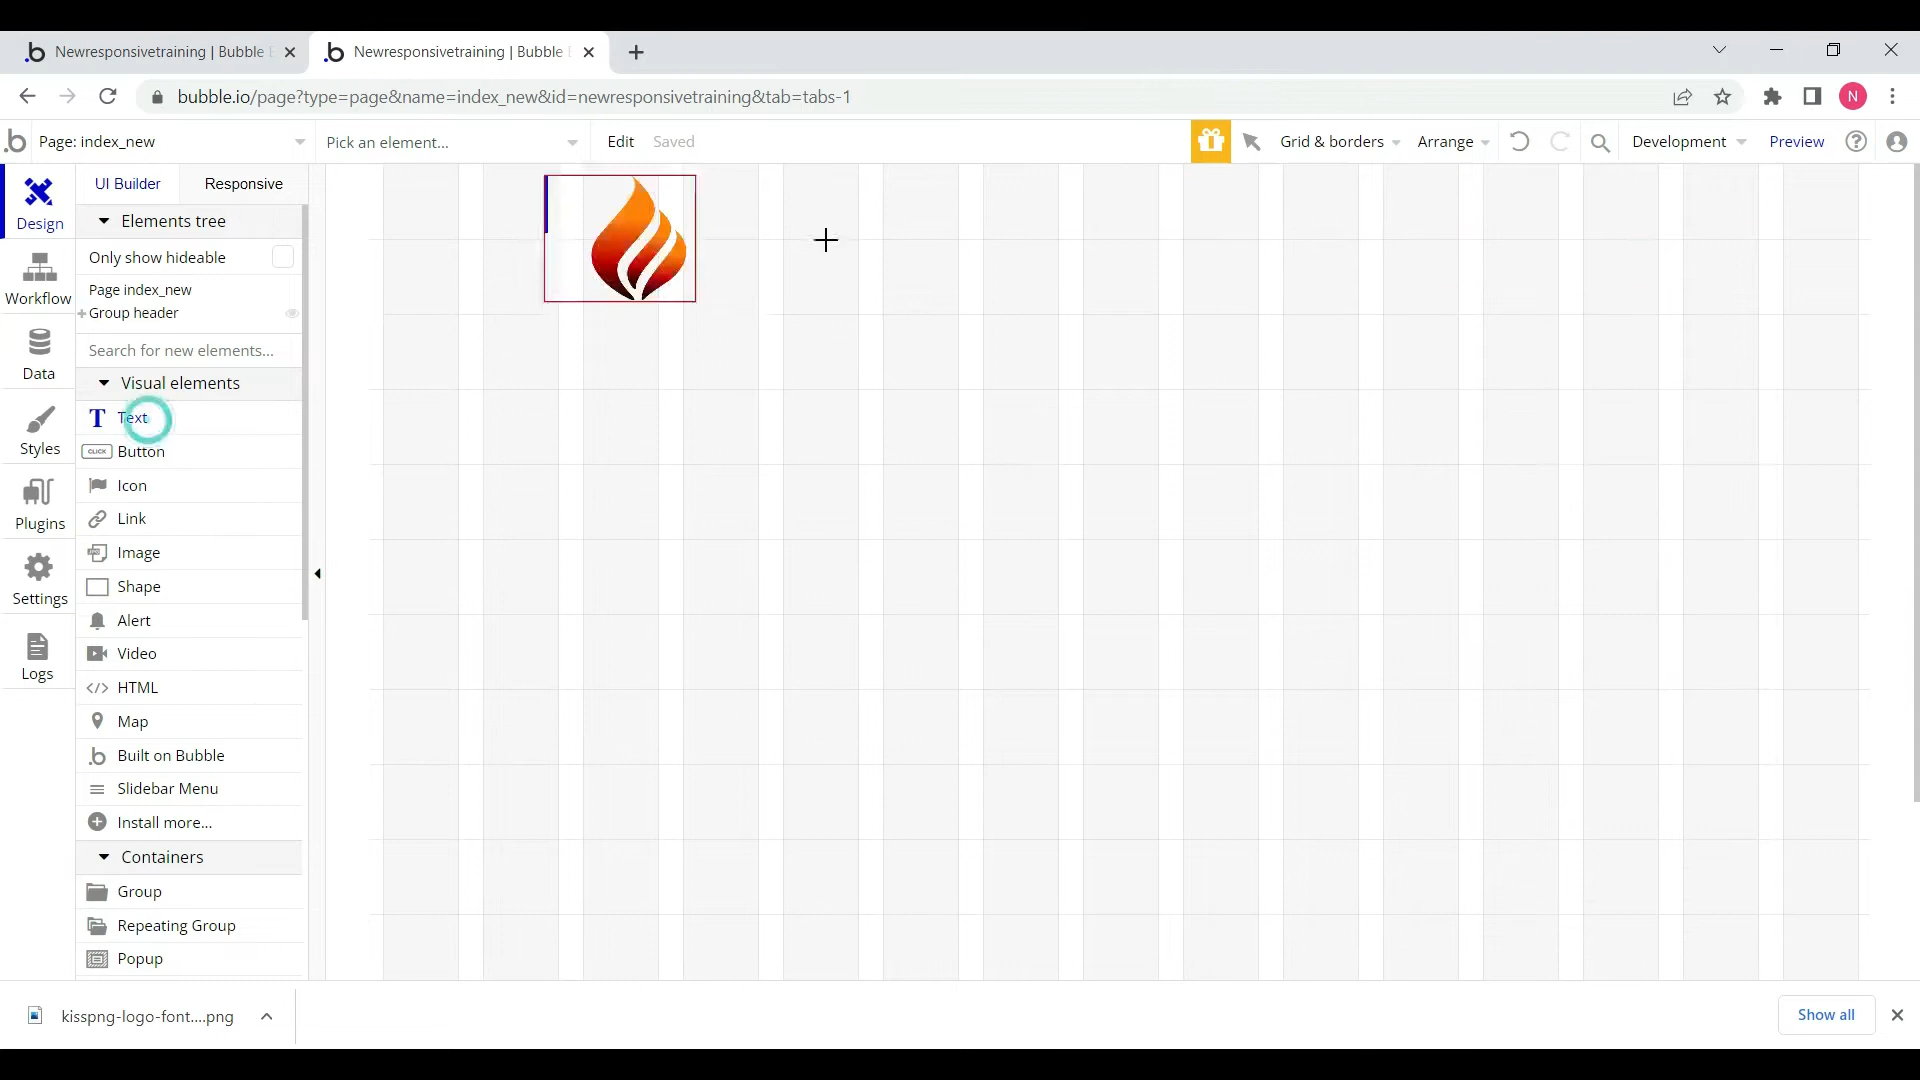 Newresponsivetraining | Bubble E
Newresponsivetraining | Bubble E
bubble.io/page?type=page&name=index_new&id=newresponsivetraining&tab=tabs-1
N
Page: index_new
Pick an element...
Edit
Saved
Grid & borders
Arrange
Development
Preview
Design
Workflow
Data
Styles
Plugins
Settings
Logs
UI Builder
Responsive
Elements tree
Only show hideable
Page index_new
+ Group header
Search for new elements...
Visual elements
T Text
CLICK Button
Icon
Link
Image
Shape
Alert
Video
</> HTML
Map
Built on Bubble
Slidebar Menu
Install more...
Containers
Group
Repeating Group
Popup
kisspng-logo-font....png
Show all